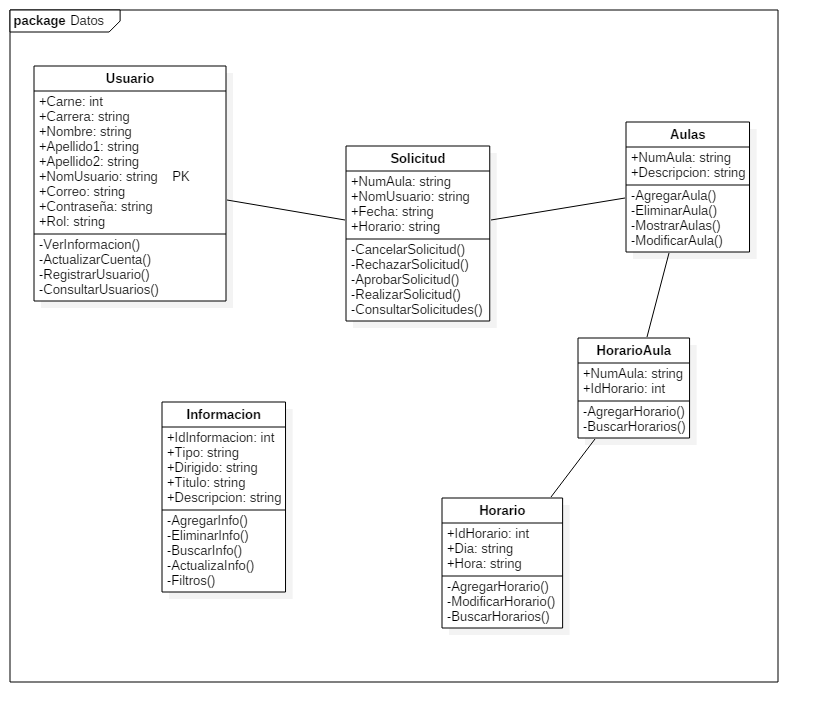 package Datos
Usuario
+Carne: int
+Carrera: string
+Nombre: string
+Apellido1: string
+Apellido2: string
+NomUsuario: string PK
+Correo: string
+Contraseña: string
+Rol: string
-VerInformacion()
-ActualizarCuenta()
-RegistrarUsuario()
-ConsultarUsuarios()
Solicitud
+NumAula: string
+NomUsuario: string
+Fecha: string
+Horario: string
-CancelarSolicitud()
-RechazarSolicitud()
-AprobarSolicitud()
-RealizarSolicitud()
-ConsultarSolicitudes()
Aulas
+NumAula: string
+Descripcion: string
-AgregarAula()
-EliminarAula()
-MostrarAulas()
-ModificarAula()
HorarioAula
+NumAula: string
+IdHorario: int
-AgregarHorario()
-BuscarHorarios()
Informacion
+IdInformacion: int
+Tipo: string
+Dirigido: string
+Titulo: string
+Descripcion: string
-AgregarInfo()
-EliminarInfo()
-BuscarInfo()
-ActualizaInfo()
-Filtros()
Horario
+IdHorario: int
+Dia: string
+Hora: string
-AgregarHorario()
-ModificarHorario()
-BuscarHorarios()